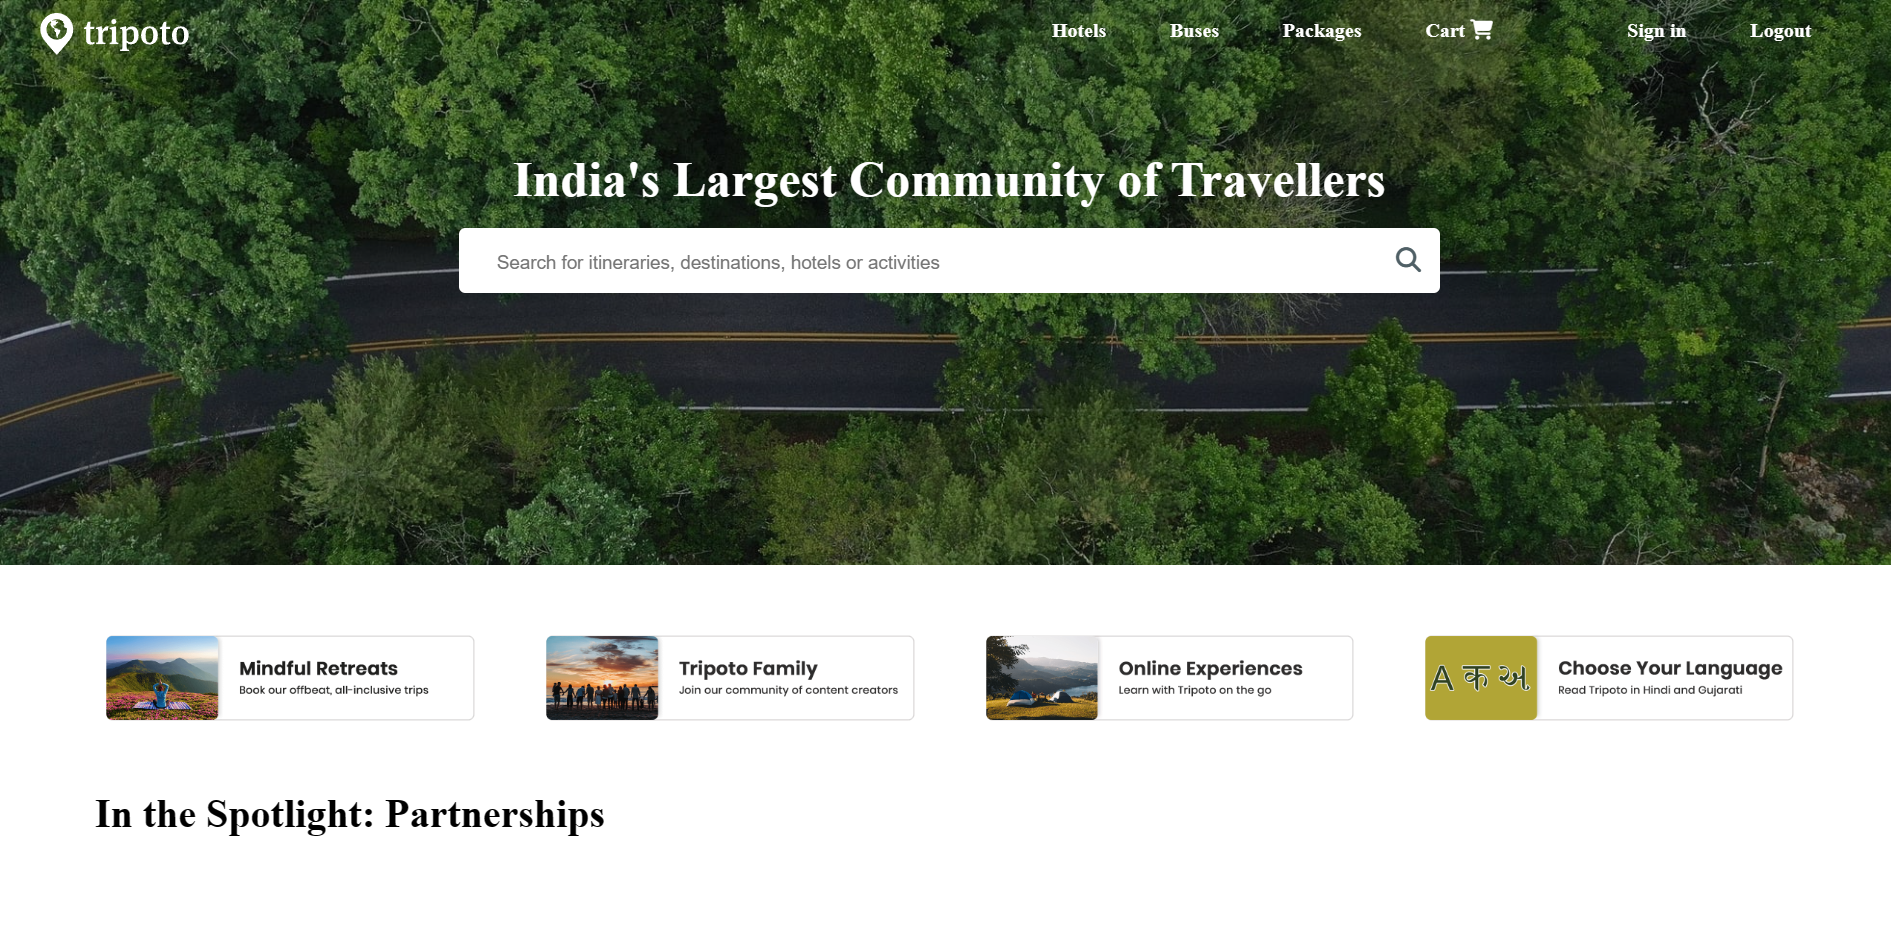 tripoto
Hotels
Buses
Packages
Cart
Sign in
Logout
India's Largest Community of Travellers
Search for itineraries, destinations, hotels or activities
Mindful Retreats
Book our offbeat, all-inclusive trips
Tripoto Family
Join our community of content creators
Online Experiences
Learn with Tripoto on the go
A क અ
Choose Your Language
Read Tripoto in Hindi and Gujarati
In the Spotlight: Partnerships